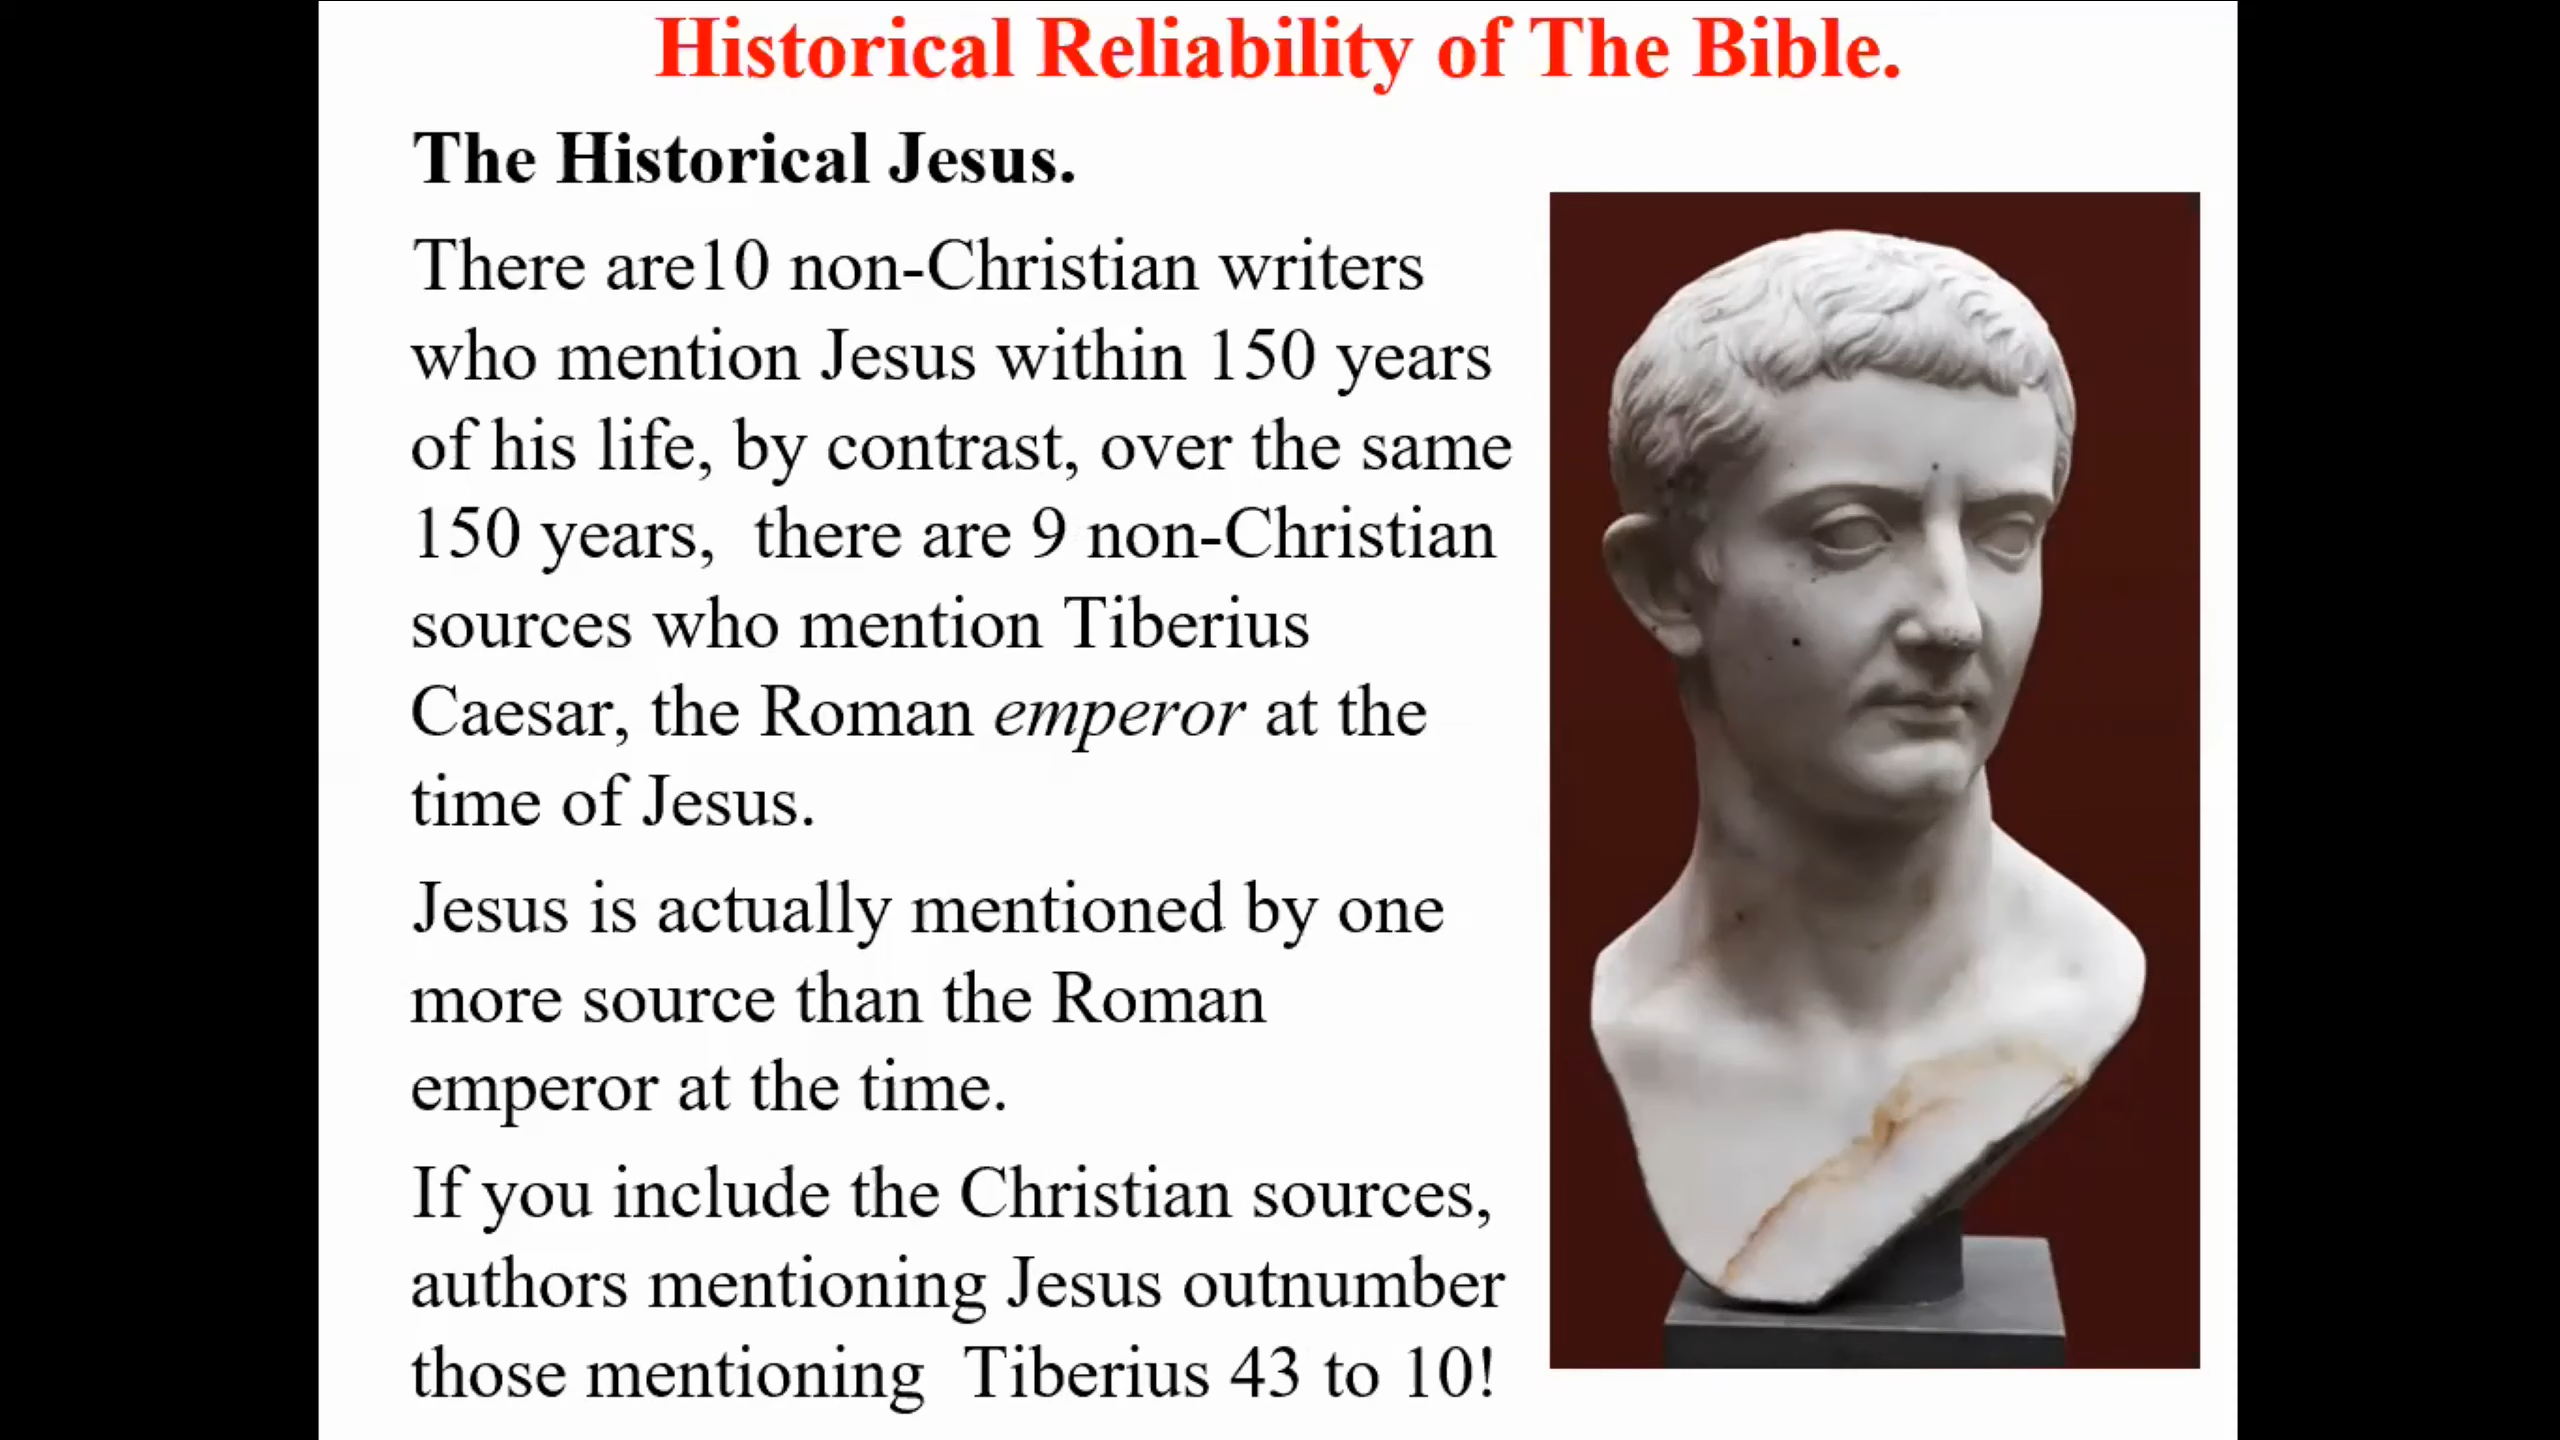 Historical Reliability of The Bible.
The Historical Jesus.
There are10 non-Christian writers
who mention Jesus within 150 years
of his life, by contrast, over the same
150 years,  there are 9 non-Christian
sources who mention Tiberius
Caesar, the Roman emperor at the
time of Jesus.
Jesus is actually mentioned by one
more source than the Roman
emperor at the time.
If you include the Christian sources,
authors mentioning Jesus outnumber
those mentioning  Tiberius 43 to 10!